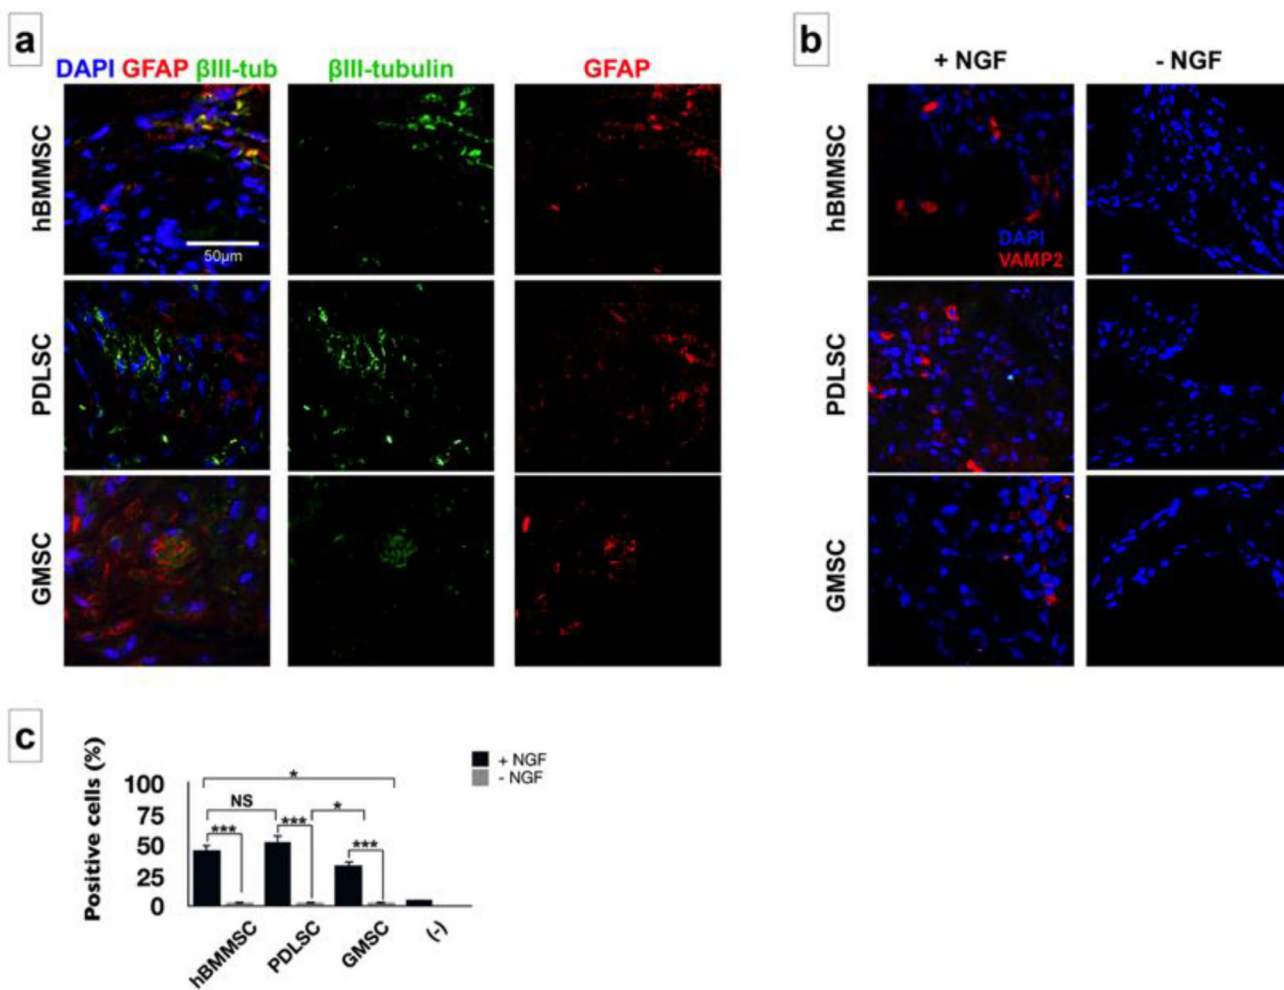 a
DAPI GFAP βIII-tub
βIII-tubulin
GFAP
hBMMSC
50μm
PDLSC
GMSC
b
+ NGF
- NGF
hBMMSC
DAPI
VAMP2
PDLSC
GMSC
c
Positive cells (%)
100
75
50
25
0
*
NS
*
***
***
***
+ NGF
- NGF
hBMMSC
PDLSC
GMSC
(-)